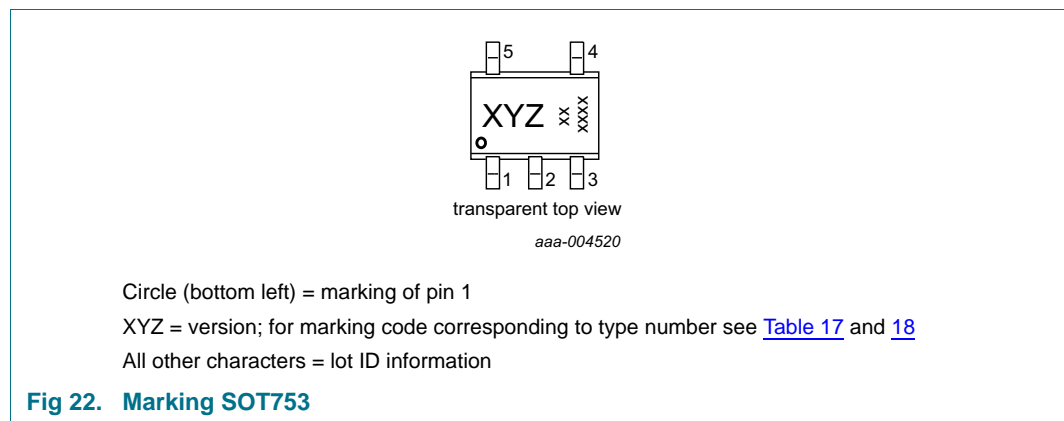 5 4
XYZ xx xxxx
1 2 3
transparent top view
aaa-004520
Circle (bottom left) = marking of pin 1
XYZ = version; for marking code corresponding to type number see Table 17 and 18
All other characters = lot ID information
Fig 22. Marking SOT753